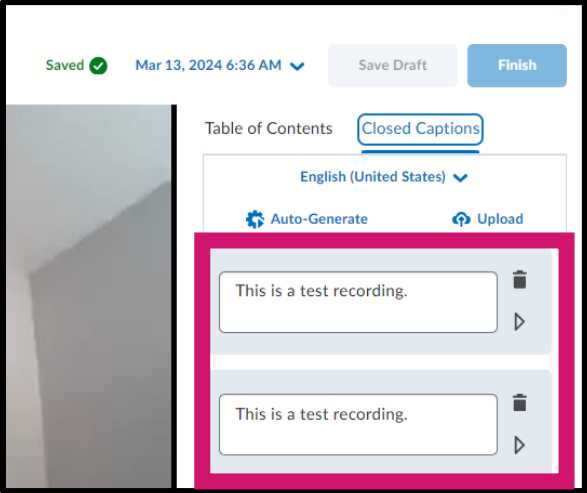 Saved Mar 13, 2024 6:36 AM Save Draft Finish
Table of Contents Closed Captions
English (United States)
Auto-Generate Upload
This is a test recording.
This is a test recording.